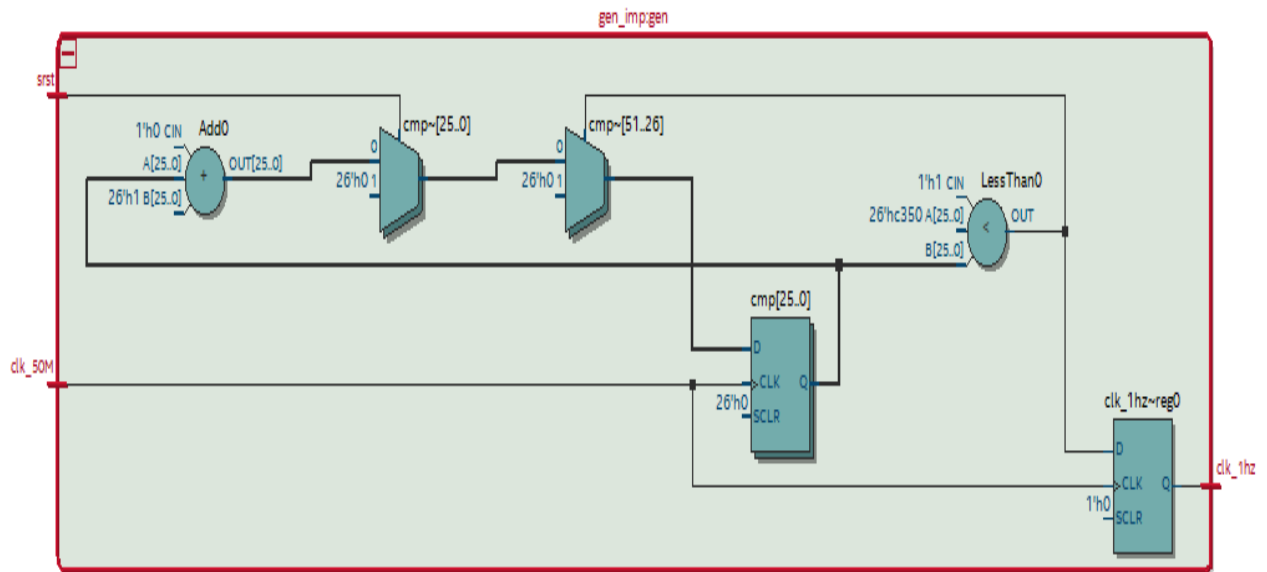 gen_imp:gen
srst
1'h0 CIN
Add0
A[25..0]
OUT[25..0]
26'h1 B[25..0]
+
cmp~[25..0]
0
26'h0 1
cmp~[51..26]
0
26'h0 1
1'h1 CIN
LessThan0
26'hc350 A[25..0]
<
OUT
B[25..0]
cmp[25..0]
D
clk_50M
CLK
Q
26'h0
SCLR
clk_1hz~reg0
D
CLK
Q
clk_1hz
1'h0
SCLR